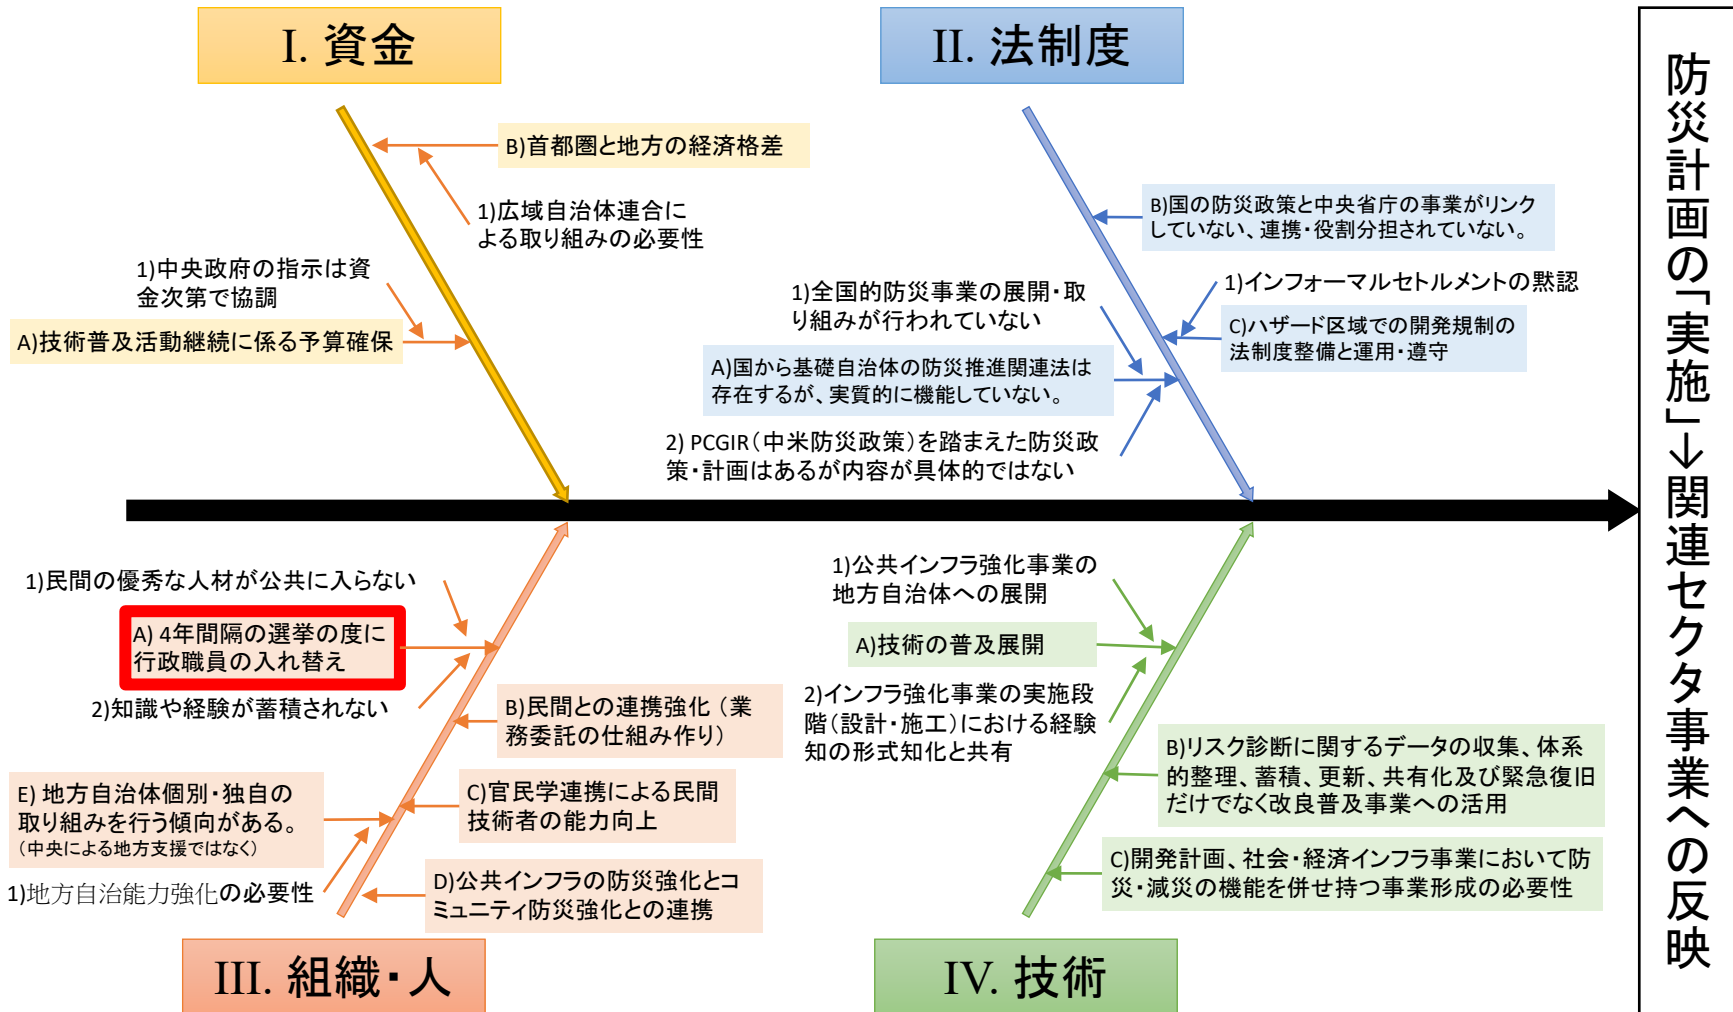 I. 資金
B)首都圏と地方の経済格差
1)広域自治体連合に
よる取り組みの必要性
1)中央政府の指示は資
金次第で協調
A)技術普及活動継続に係る予算確保
II. 法制度
B)国の防災政策と中央省庁の事業がリンク
していない、連携・役割分担されていない。
1)全国的防災事業の展開・取
り組みが行われていない
1)インフォーマルセトルメントの黙認
C)ハザード区域での開発規制の
法制度整備と運用・遵守
A)国から基礎自治体の防災推進関連法は
存在するが、実質的に機能していない。
2) PCGIR（中米防災政策）を踏まえた防災政
策・計画はあるが内容が具体的ではない
1)民間の優秀な人材が公共に入らない
A) 4年間隔の選挙の度に
行政職員の入れ替え
2)知識や経験が蓄積されない
B)民間との連携強化（業
務委託の仕組み作り）
E) 地方自治体個別・独自の
取り組みを行う傾向がある。
（中央による地方支援ではなく）
C)官民学連携による民間
技術者の能力向上
1)地方自治能力強化の必要性
D)公共インフラの防災強化とコ
ミュニティ防災強化との連携
III. 組織・人
1)公共インフラ強化事業の
地方自治体への展開
A)技術の普及展開
2)インフラ強化事業の実施段
階（設計・施工）における経験
知の形式知化と共有
B)リスク診断に関するデータの収集、体系
的整理、蓄積、更新、共有化及び緊急復旧
だけでなく改良普及事業への活用
C)開発計画、社会・経済インフラ事業において防
災・減災の機能を併せ持つ事業形成の必要性
IV. 技術
防災計画の「実施」→関連セクタ事業への反映